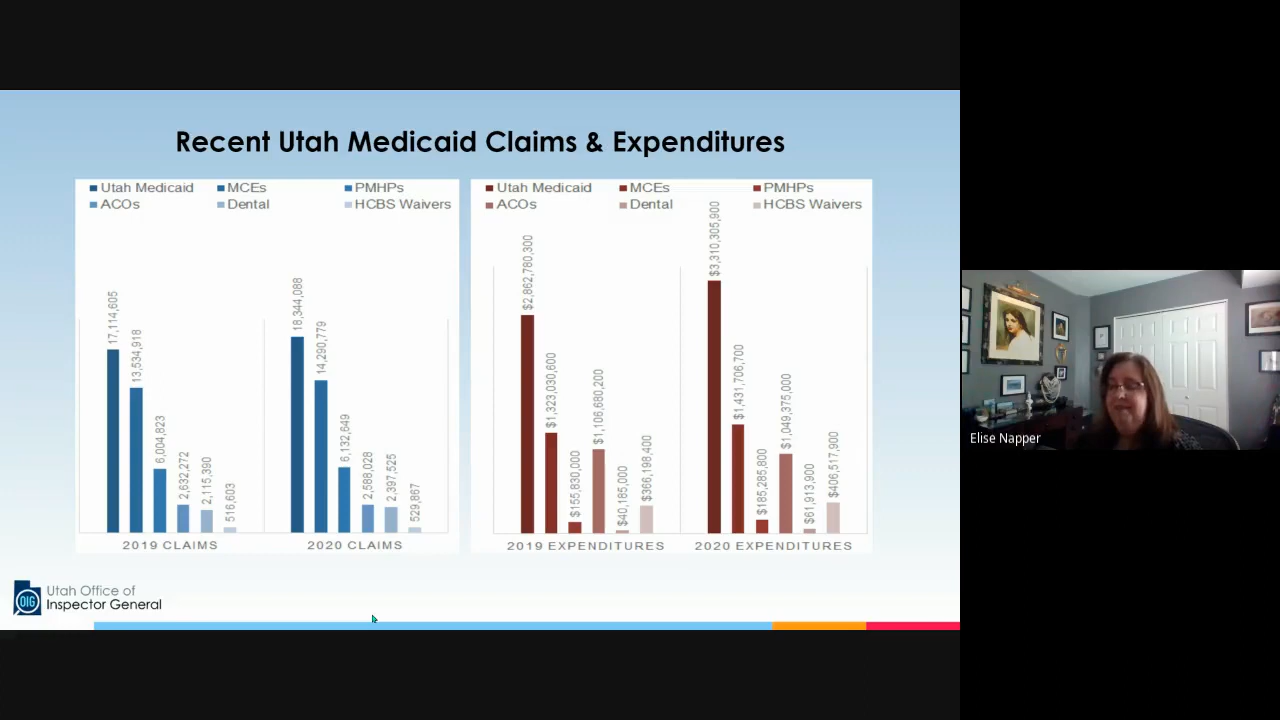 Recent Utah Medicaid Claims & Expenditures
Utah Medicaid MCEs PMHPs
ACOs Dental HCBS Waivers
17,114,605
13,534,918
6,004,823
2,632,272
2,115,390
516,603
18,344,088
14,290,779
6,132,649
2,588,028
2,397,525
529,867
2019 CLAIMS 2020 CLAIMS
Utah Medicaid MCEs PMHPs
ACOs Dental HCBS Waivers
$2,862,780,300
$1,323,030,600
$155,830,000
$1,106,680,200
$40,185,000
$366,198,400
$3,310,305,900
$1,431,706,700
$185,285,800
$1,049,375,000
$61,913,900
$406,517,900
2019 EXPENDITURES 2020 EXPENDITURES
OIG
Utah Office of
Inspector General
Elise Napper